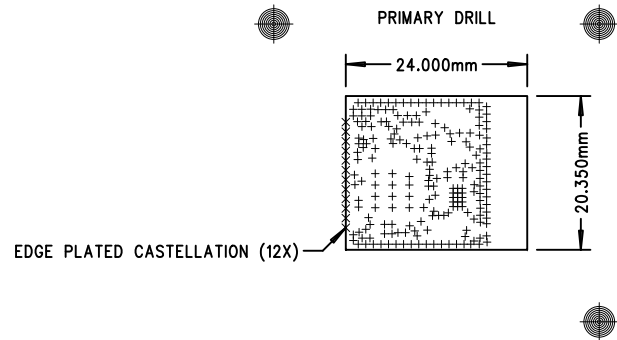 PRIMARY DRILL
24.000mm
20.350mm
EDGE PLATED CASTELLATION (12X)